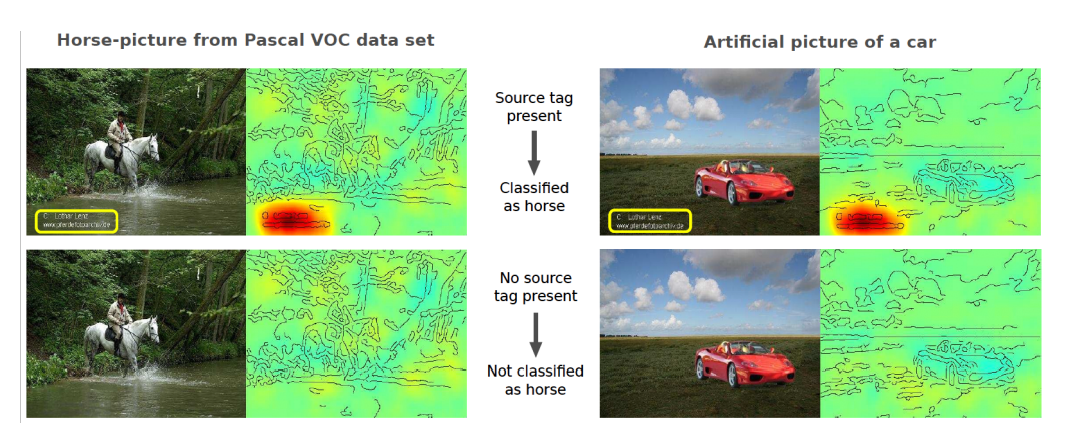 Horse-picture from Pascal VOC data set
Artificial picture of a car
C Lothar Lenz
www.pferdefotoarchiv.de
Source tag
present
Classified
as horse
C Lothar Lenz
www.pferdefotoarchiv.de
No source
tag present
Not classified
as horse